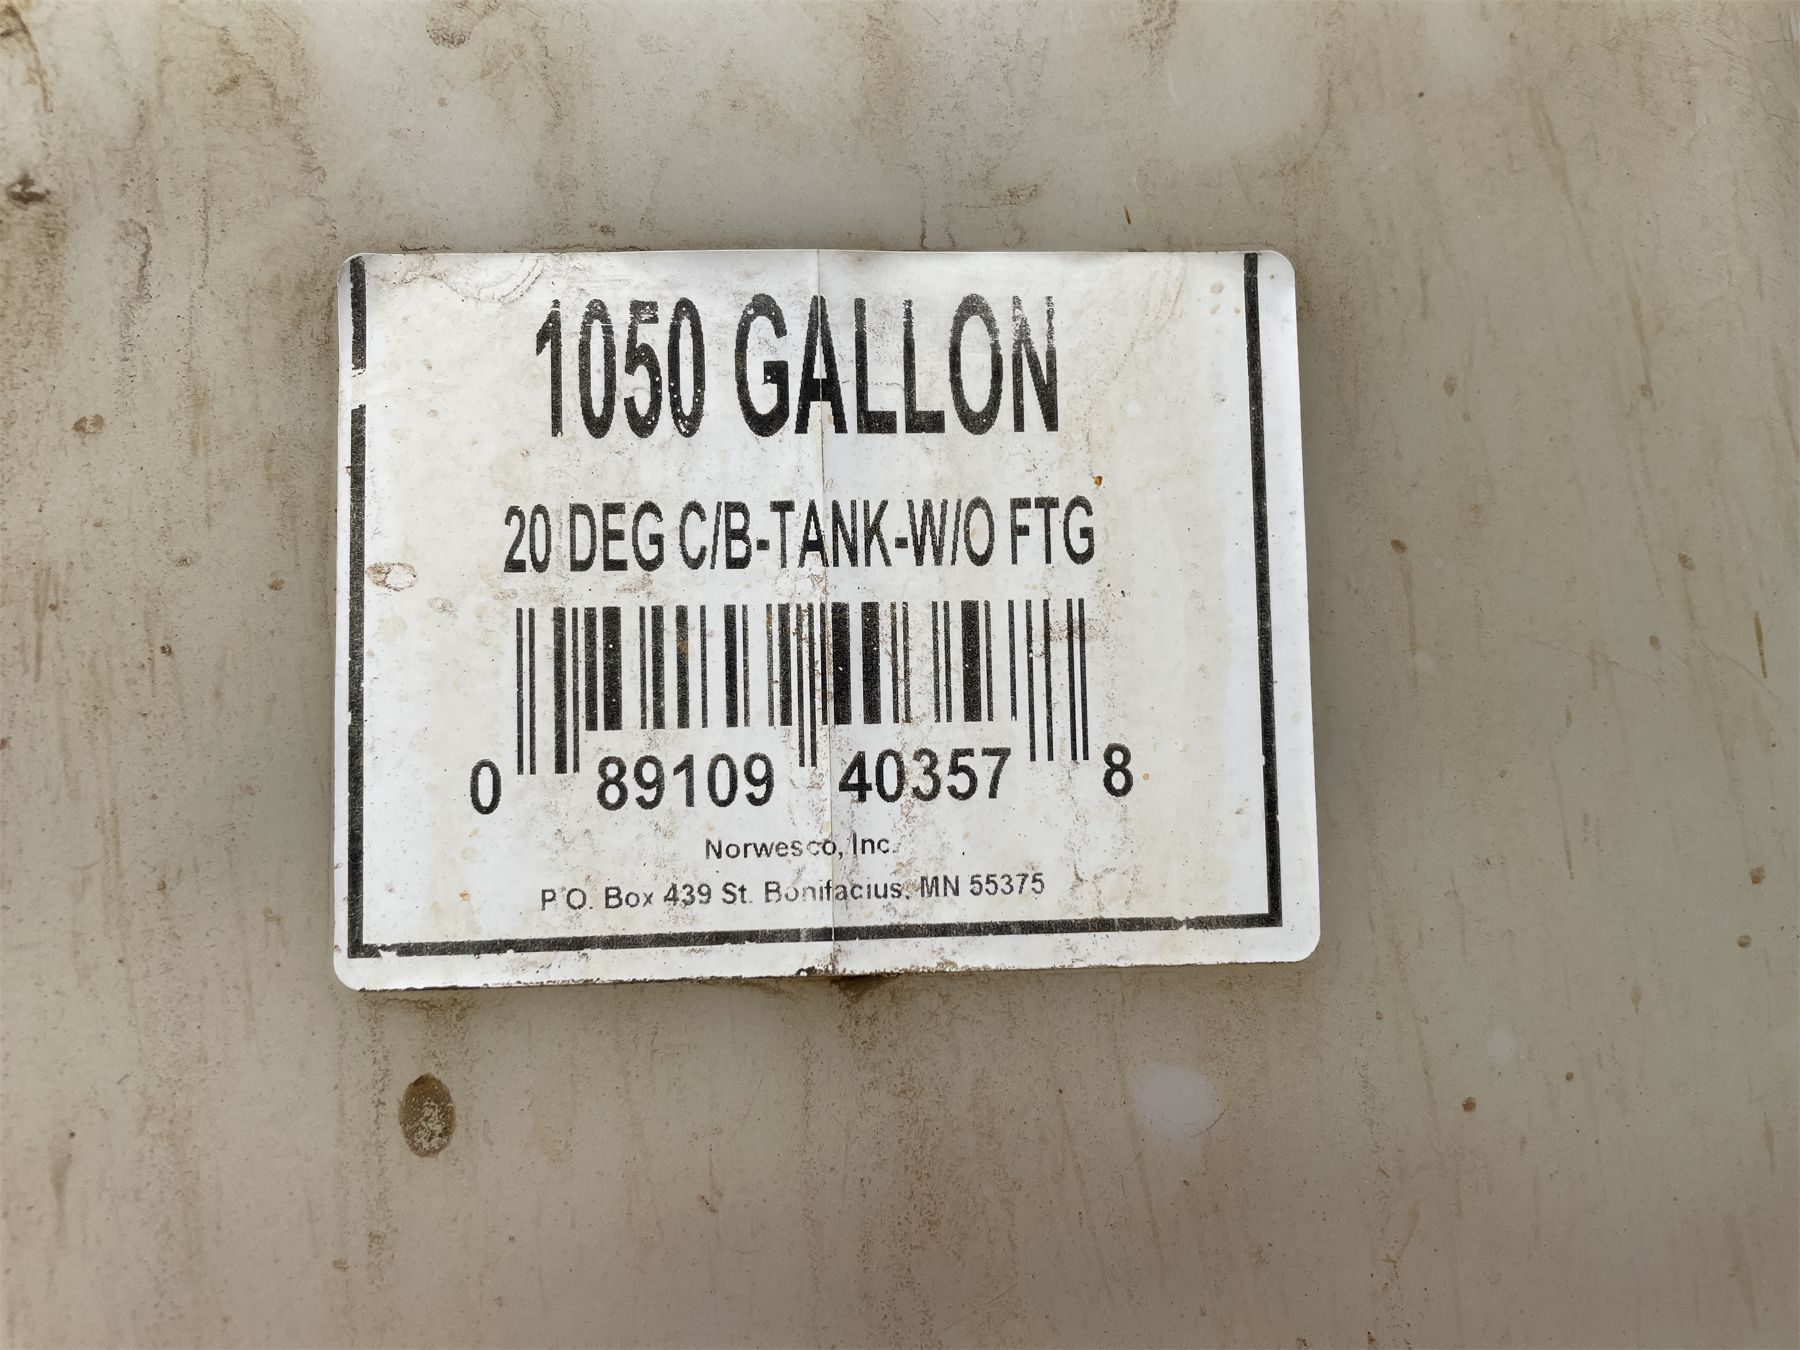 1050 GALLON
20 DEG C/B-TANK-W/O FTG
0 89109 40357 8
Norwesco, Inc.
P.O. Box 439 St. Bonifacius, MN 55375